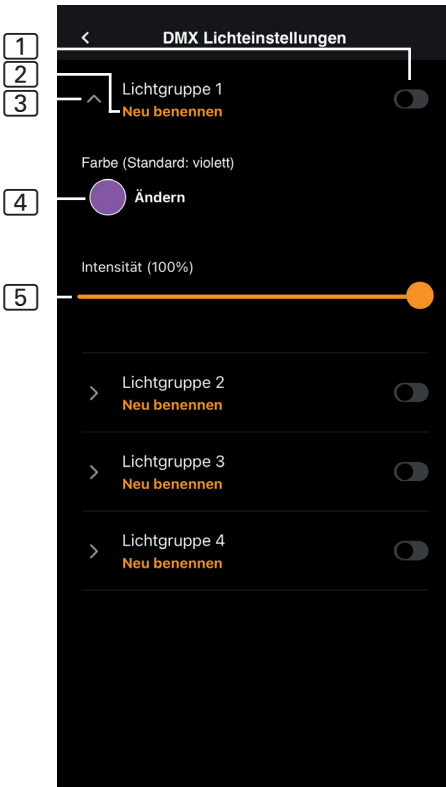 DMX Lichteinstellungen
1
2
Lichtgruppe 1
3
Neu benennen
Farbe (Standard: violett)
4
Ändern
Intensität (100%)
5
Lichtgruppe 2
Neu benennen
Lichtgruppe 3
Neu benennen
Lichtgruppe 4
Neu benennen